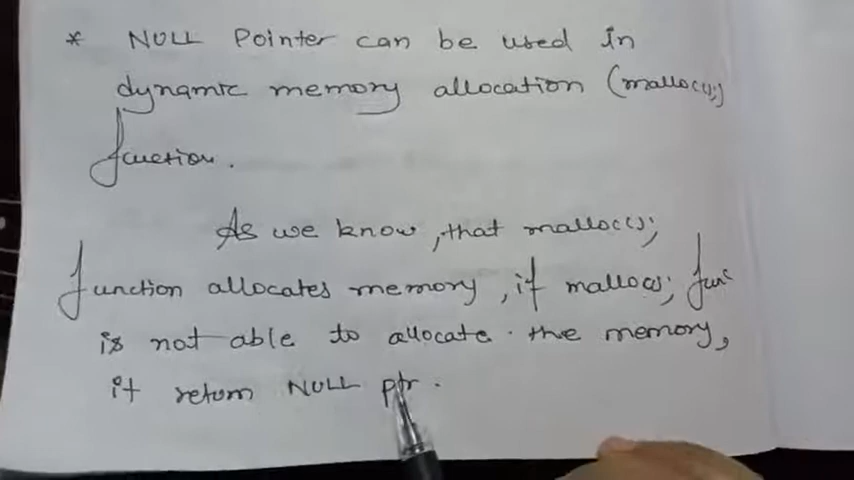 * NULL Pointer can be used in
dynamic memory allocation (malloc();
function.
As we know, that malloc();
function allocates memory, if malloc(); func
is not able to allocate the memory,
it return NULL ptr.